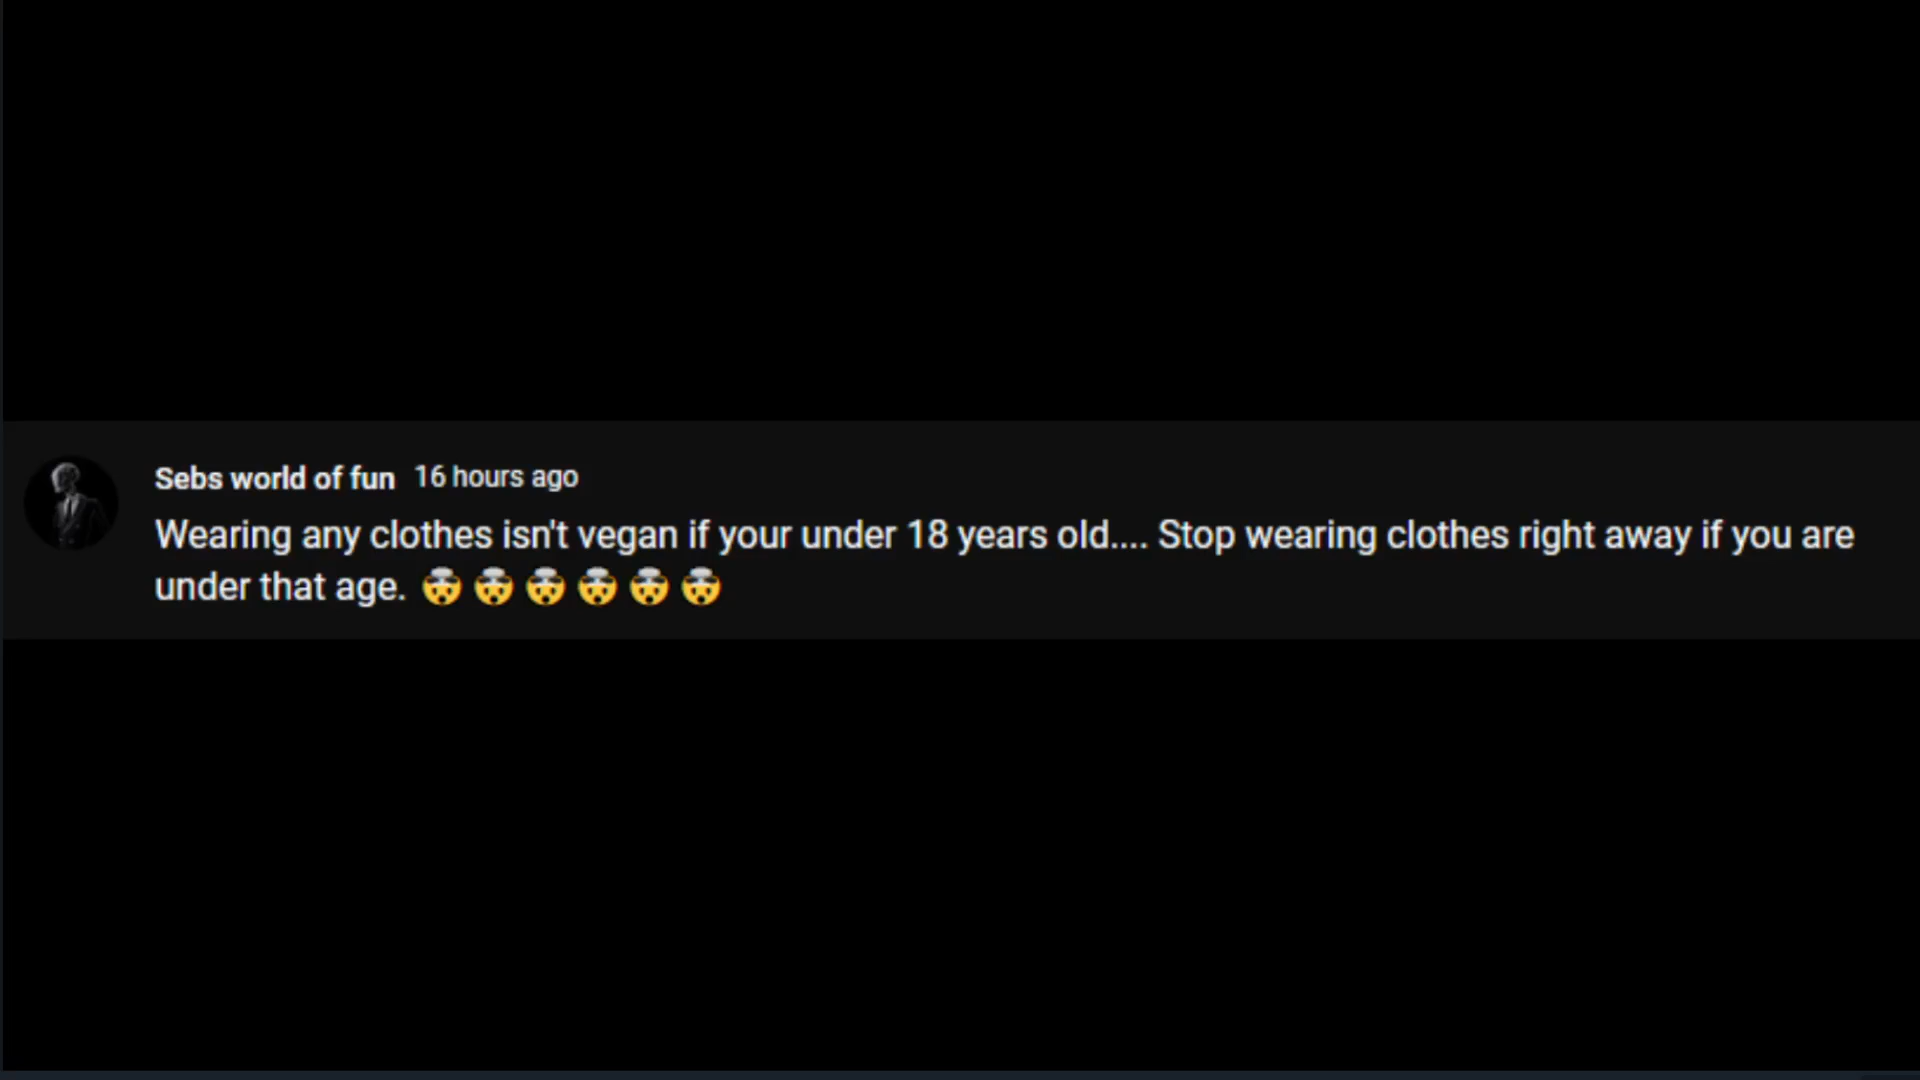 Sebs world of fun 16 hours ago
Wearing any clothes isn't vegan if your under 18 years old.... Stop wearing clothes right away if you are
under that age. 🤯 🤯 🤯 🤯 🤯 🤯